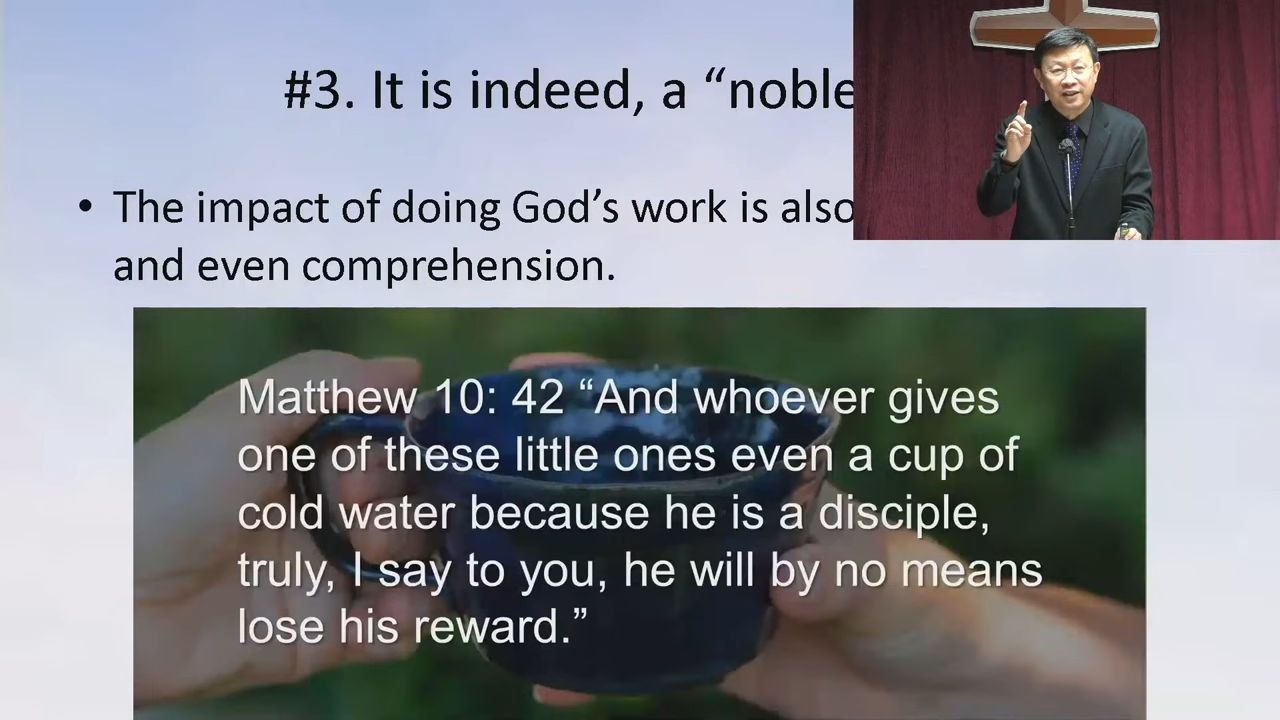 #3. It is indeed, a “noble
• The impact of doing God’s work is also
and even comprehension.
Matthew 10: 42 “And whoever gives
one of these little ones even a cup of
cold water because he is a disciple,
truly, I say to you, he will by no means
lose his reward.”